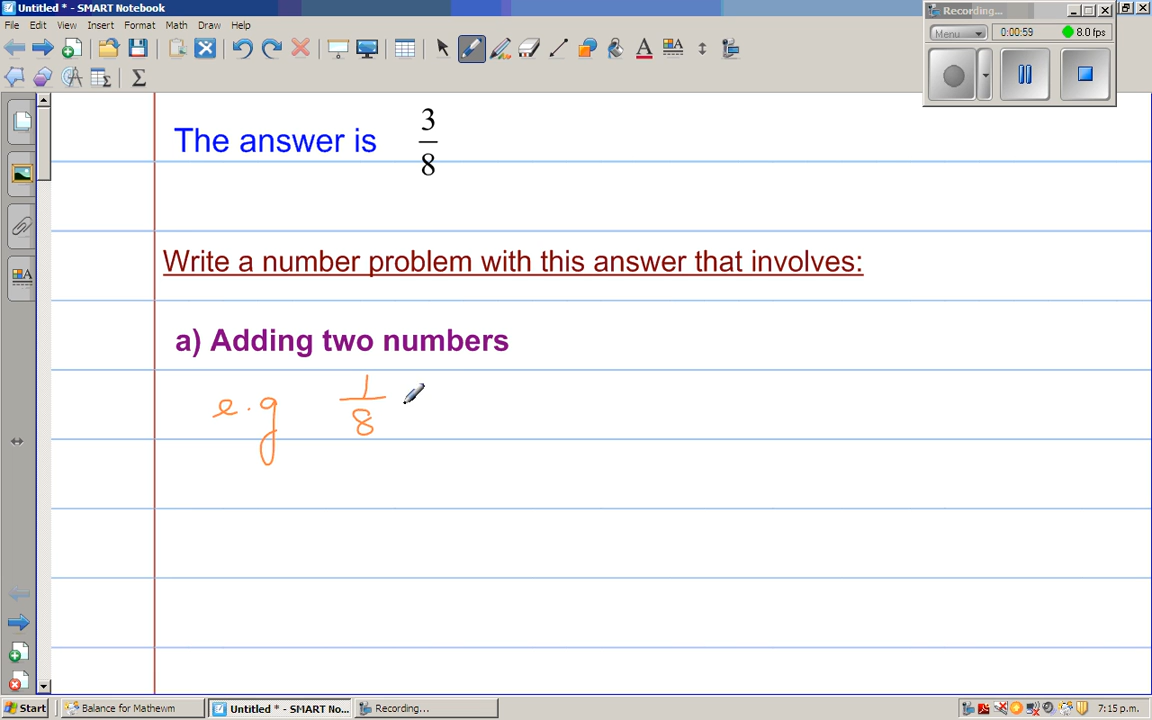 Untitled * - SMART Notebook
Recording...
File Edit View Insert Format Math Draw Help
Menu 0:00:59 8.0 fps
The answer is 3/8
Write a number problem with this answer that involves:
a) Adding two numbers
e.g 1/8
Start Balance for Mathewm Untitled * - SMART No... Recording... 7:15 p.m.